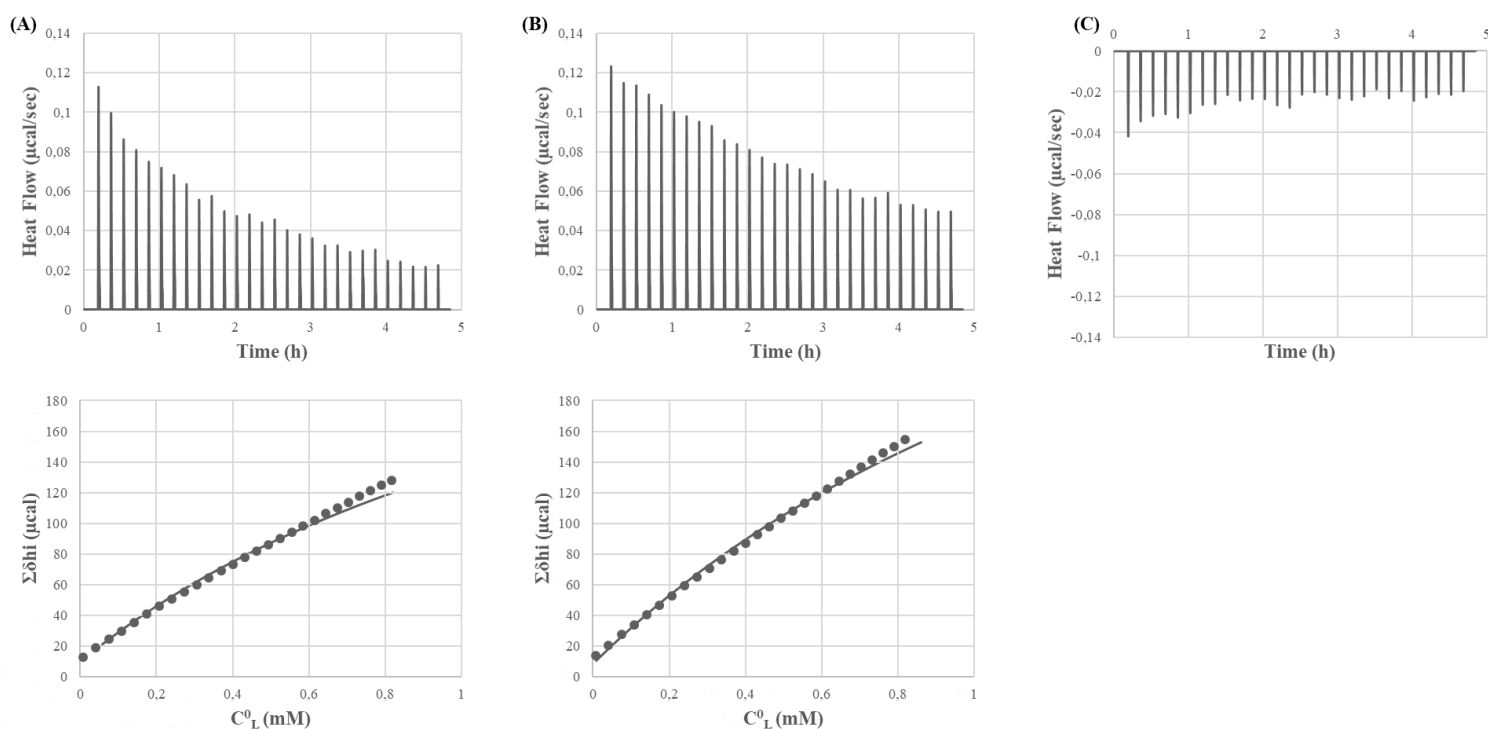 (A)
0,14
0,12
0,1
0,08
0,06
0,04
0,02
0
Heat Flow (µcal/sec)
0 1 2 3 4 5
Time (h)
(B)
0,14
0,12
0,1
0,08
0,06
0,04
0,02
0
Heat Flow (µcal/sec)
0 1 2 3 4 5
Time (h)
(C)
0 1 2 3 4 5
0
-0,02
-0,04
-0,06
-0,08
-0,1
-0,12
-0,14
Heat Flow (µcal/sec)
Time (h)
180
160
140
120
100
80
60
40
20
0
Σδhi (µcal)
0 0,2 0,4 0,6 0,8 1
C⁰L (mM)
180
160
140
120
100
80
60
40
20
0
Σδhi (µcal)
0 0,2 0,4 0,6 0,8 1
C⁰L (mM)